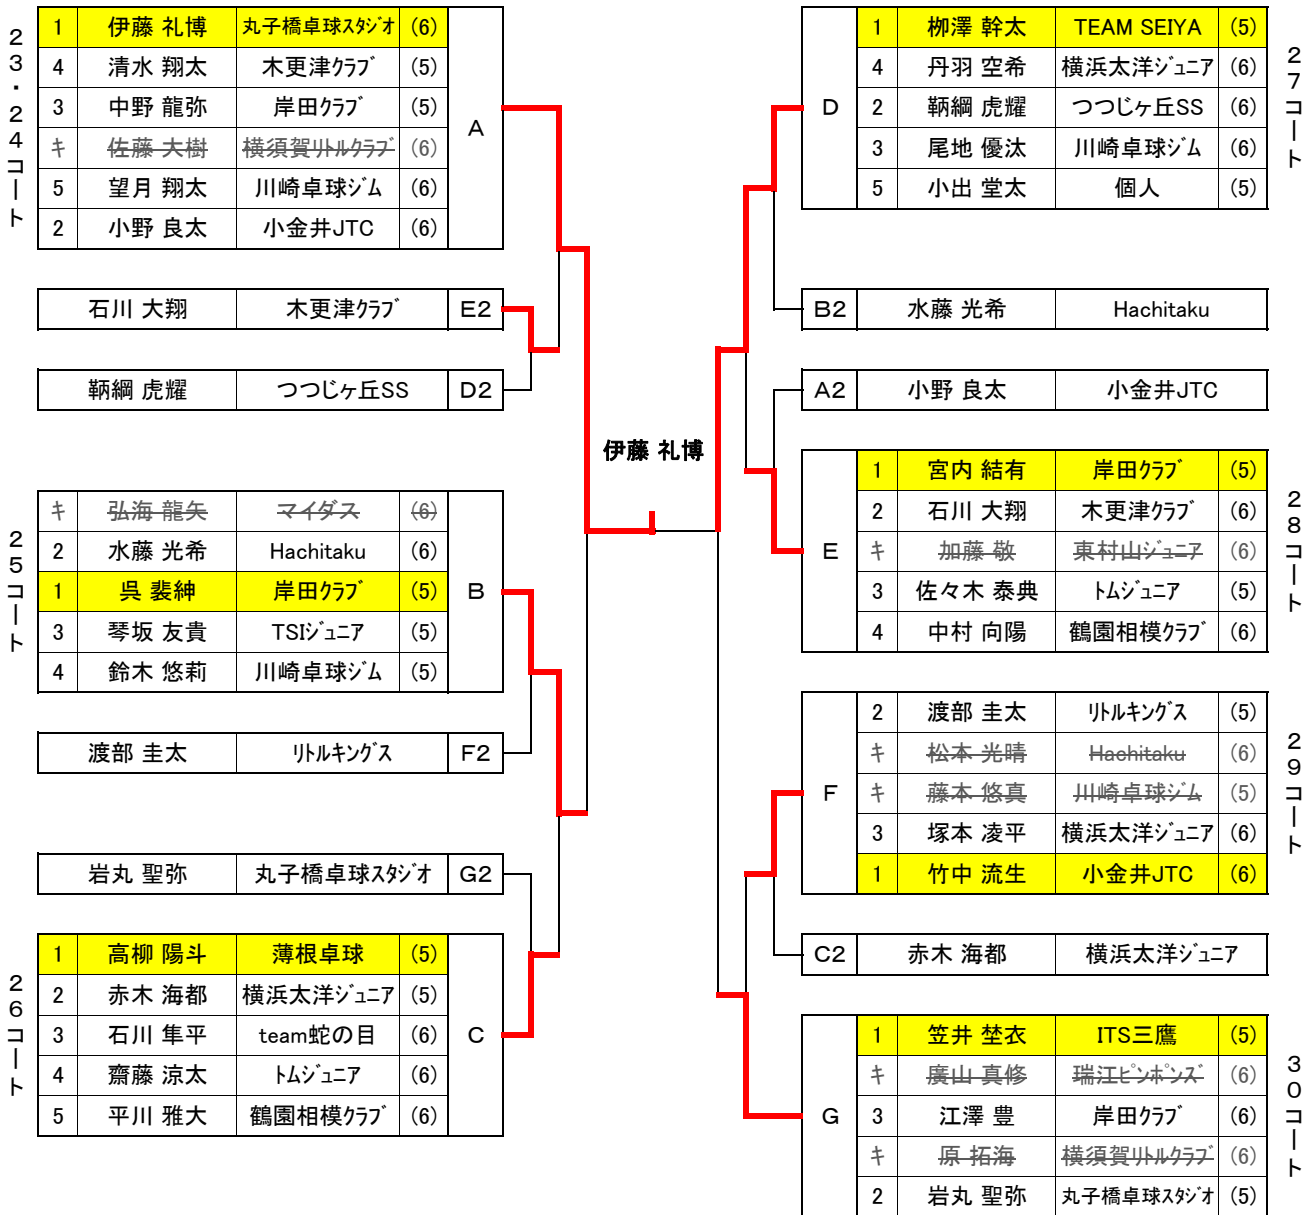 23・24コート
1 伊藤 礼博 丸子橋卓球スタジオ (6)
4 清水 翔太 木更津クラブ (5)
3 中野 龍弥 岸田クラブ (5)
キ 佐藤 大樹 横須賀リトルクラブ (6)
5 望月 翔太 川崎卓球ジム (6)
2 小野 良太 小金井JTC (6)
A
石川 大翔 木更津クラブ E2
鞆綱 虎耀 つつじヶ丘SS D2
25コート
キ 弘海 龍矢 マイダス (6)
2 水藤 光希 Hachitaku (6)
1 呉 裴紳 岸田クラブ (5)
3 琴坂 友貴 TSIジュニア (5)
4 鈴木 悠莉 川崎卓球ジム (5)
B
渡部 圭太 リトルキングス F2
岩丸 聖弥 丸子橋卓球スタジオ G2
26コート
1 高柳 陽斗 薄根卓球 (5)
2 赤木 海都 横浜太洋ジュニア (5)
3 石川 隼平 team蛇の目 (6)
4 齋藤 涼太 トムジュニア (6)
5 平川 雅大 鶴園相模クラブ (6)
C
伊藤 礼博
27コート
D
1 栁澤 幹太 TEAM SEIYA (5)
4 丹羽 空希 横浜太洋ジュニア (6)
2 鞆綱 虎耀 つつじヶ丘SS (6)
3 尾地 優汰 川崎卓球ジム (6)
5 小出 堂太 個人 (5)
B2 水藤 光希 Hachitaku
A2 小野 良太 小金井JTC
28コート
E
1 宮内 結有 岸田クラブ (5)
2 石川 大翔 木更津クラブ (6)
キ 加藤 敬 東村山ジュニア (6)
3 佐々木 泰典 トムジュニア (5)
4 中村 向陽 鶴園相模クラブ (6)
29コート
F
2 渡部 圭太 リトルキングス (5)
キ 松本 光晴 Hachitaku (6)
キ 藤本 悠真 川崎卓球ジム (5)
3 塚本 凌平 横浜太洋ジュニア (6)
1 竹中 流生 小金井JTC (6)
C2 赤木 海都 横浜太洋ジュニア
30コート
G
1 笠井 埜衣 ITS三鷹 (5)
キ 廣山 真修 瑞江ピンポンズ (6)
3 江澤 豊 岸田クラブ (6)
キ 原 拓海 横須賀リトルクラブ (6)
2 岩丸 聖弥 丸子橋卓球スタジオ (5)